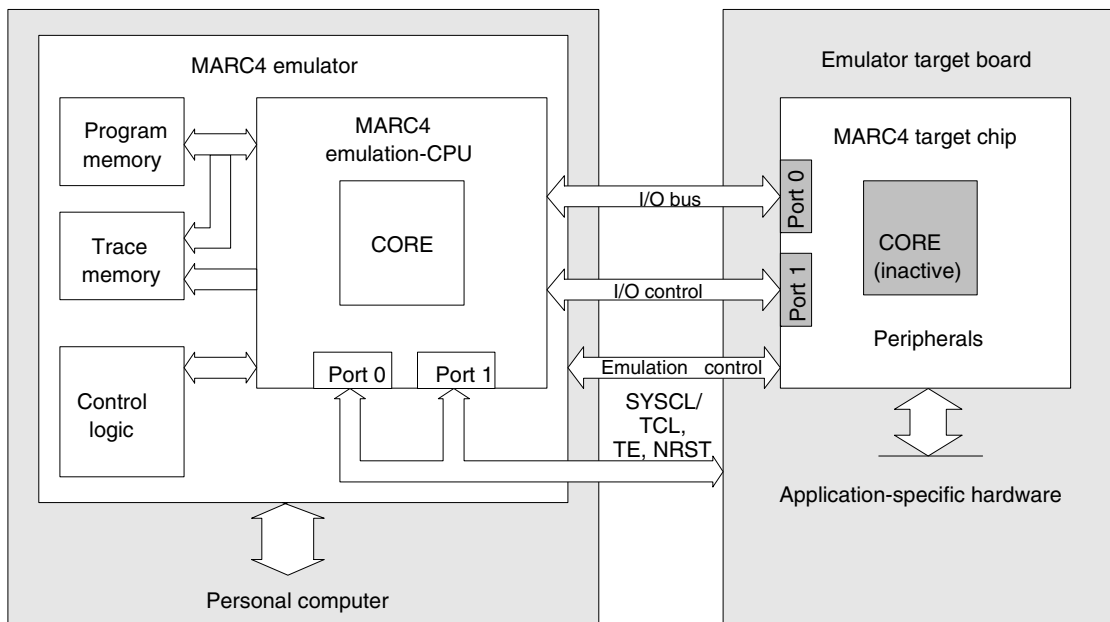 MARC4 emulator
Program
memory
Trace
memory
Control
logic
MARC4
emulation-CPU
CORE
Port 0
Port 1
Personal computer
I/O bus
I/O control
Emulation control
SYSCL/
TCL,
TE, NRST
Emulator target board
MARC4 target chip
Port 0
Port 1
CORE
(inactive)
Peripherals
Application-specific hardware